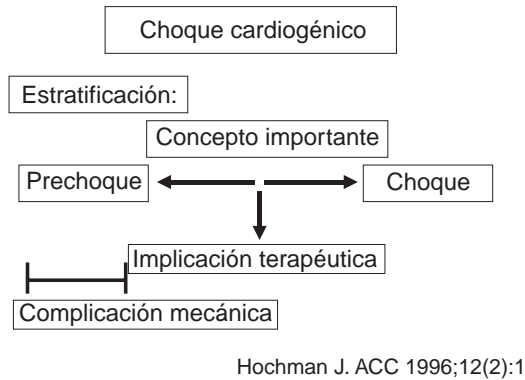 Choque cardiogénico
Estratificación:
Concepto importante
Prechoque
Choque
Implicación terapéutica
Complicación mecánica
Hochman J. ACC 1996;12(2):1